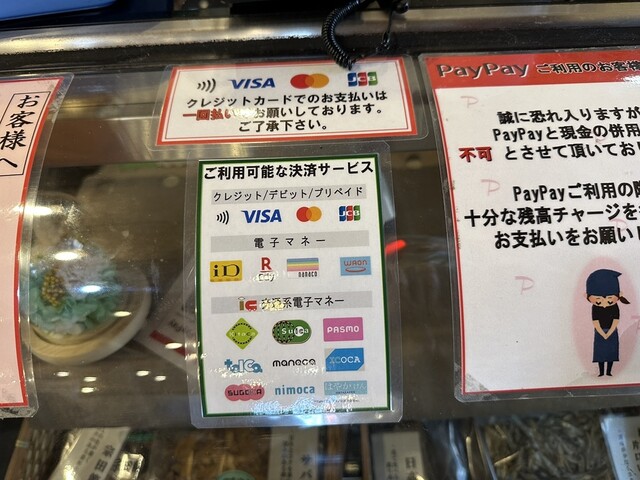 お客様へ
VISA JCB
クレジットカードでのお支払いは
一回払い お願いしております。
ご了承下さい。
ご利用可能な決済サービス
クレジット/デビット/プリペイド
VISA JCB
電子マネー
iD R Pay nanaco WAON
交通系電子マネー
Kitaca Suica PASMO
TOICA manaca ICOCA
SUGOCA nimoca はやかけん
PayPay ご利用のお客様
誠に恐れ入りますが
PayPayと現金の併用
不可 とさせて頂いてお
PayPayご利用の際
十分な残高チャージを
お支払いをお願い